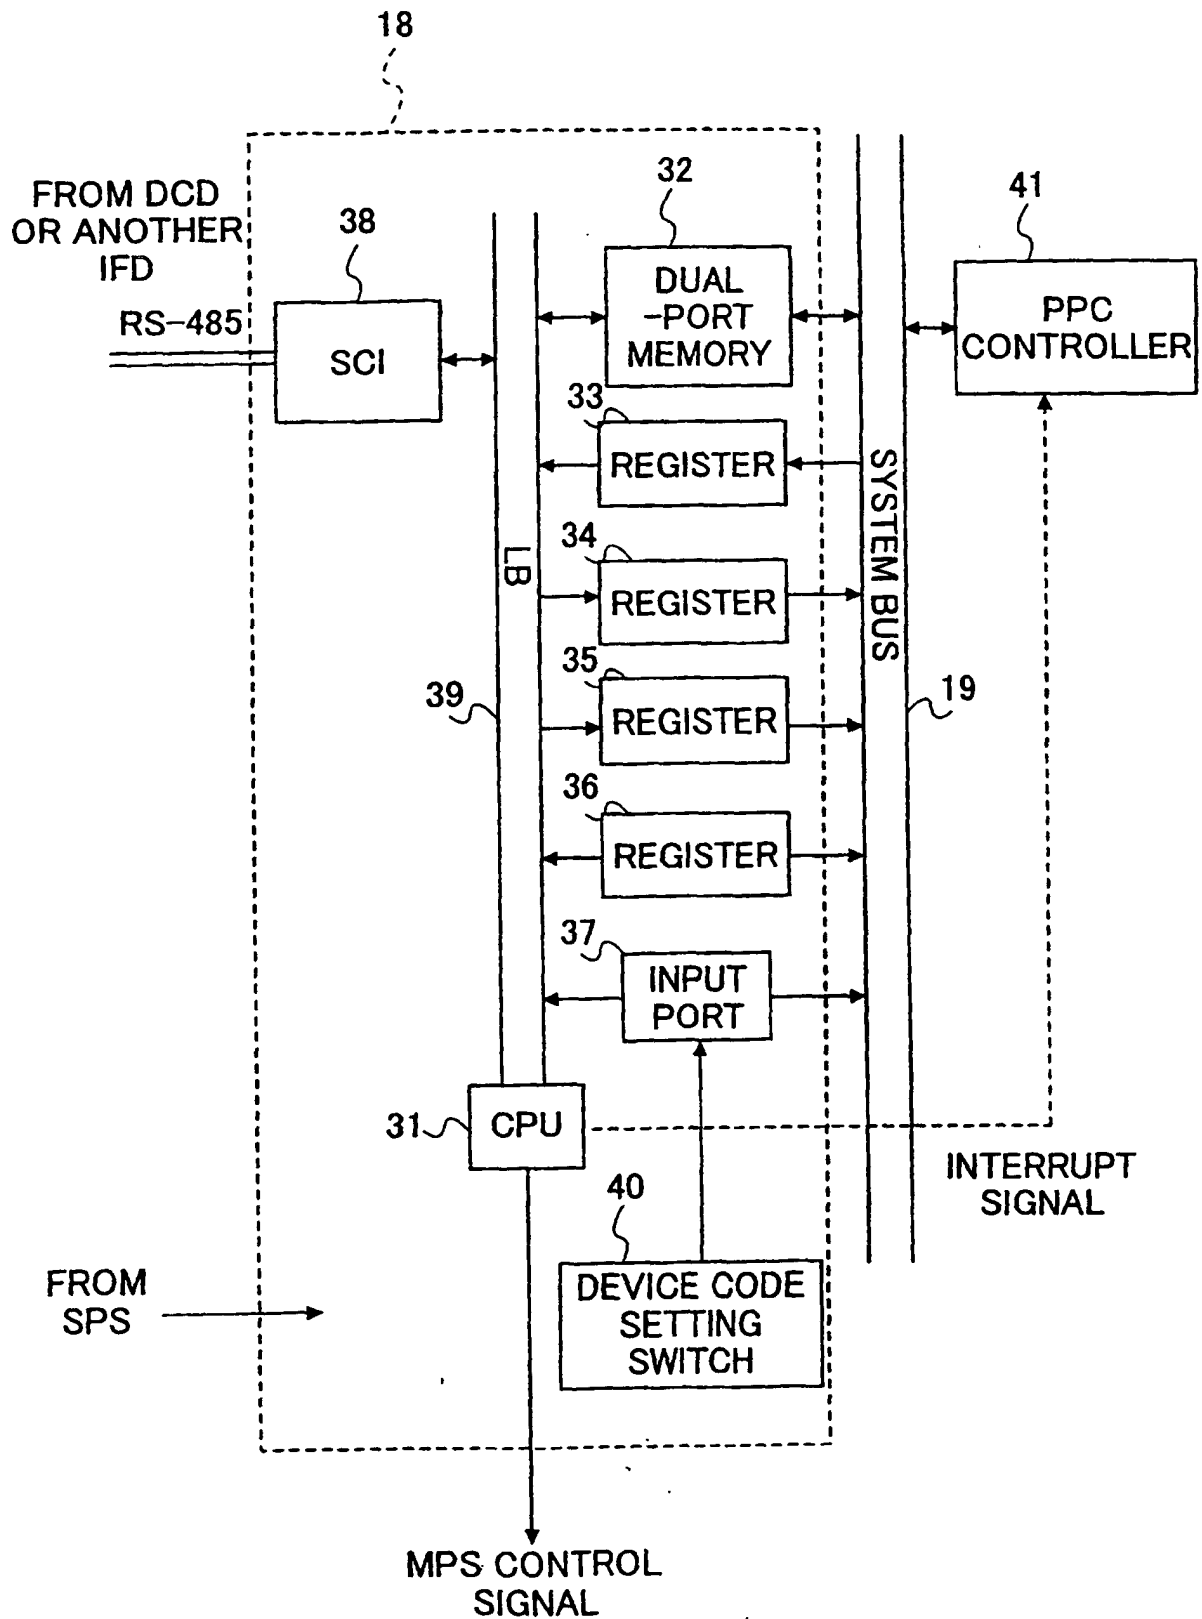 18
FROM DCD
OR ANOTHER
IFD
RS-485
38
SCI
32
DUAL
-PORT
MEMORY
41
PPC
CONTROLLER
33
REGISTER
34
REGISTER
35
REGISTER
36
REGISTER
37
INPUT
PORT
LB
39
SYSTEM BUS
19
31
CPU
INTERRUPT
SIGNAL
40
DEVICE CODE
SETTING
SWITCH
FROM
SPS
MPS CONTROL
SIGNAL